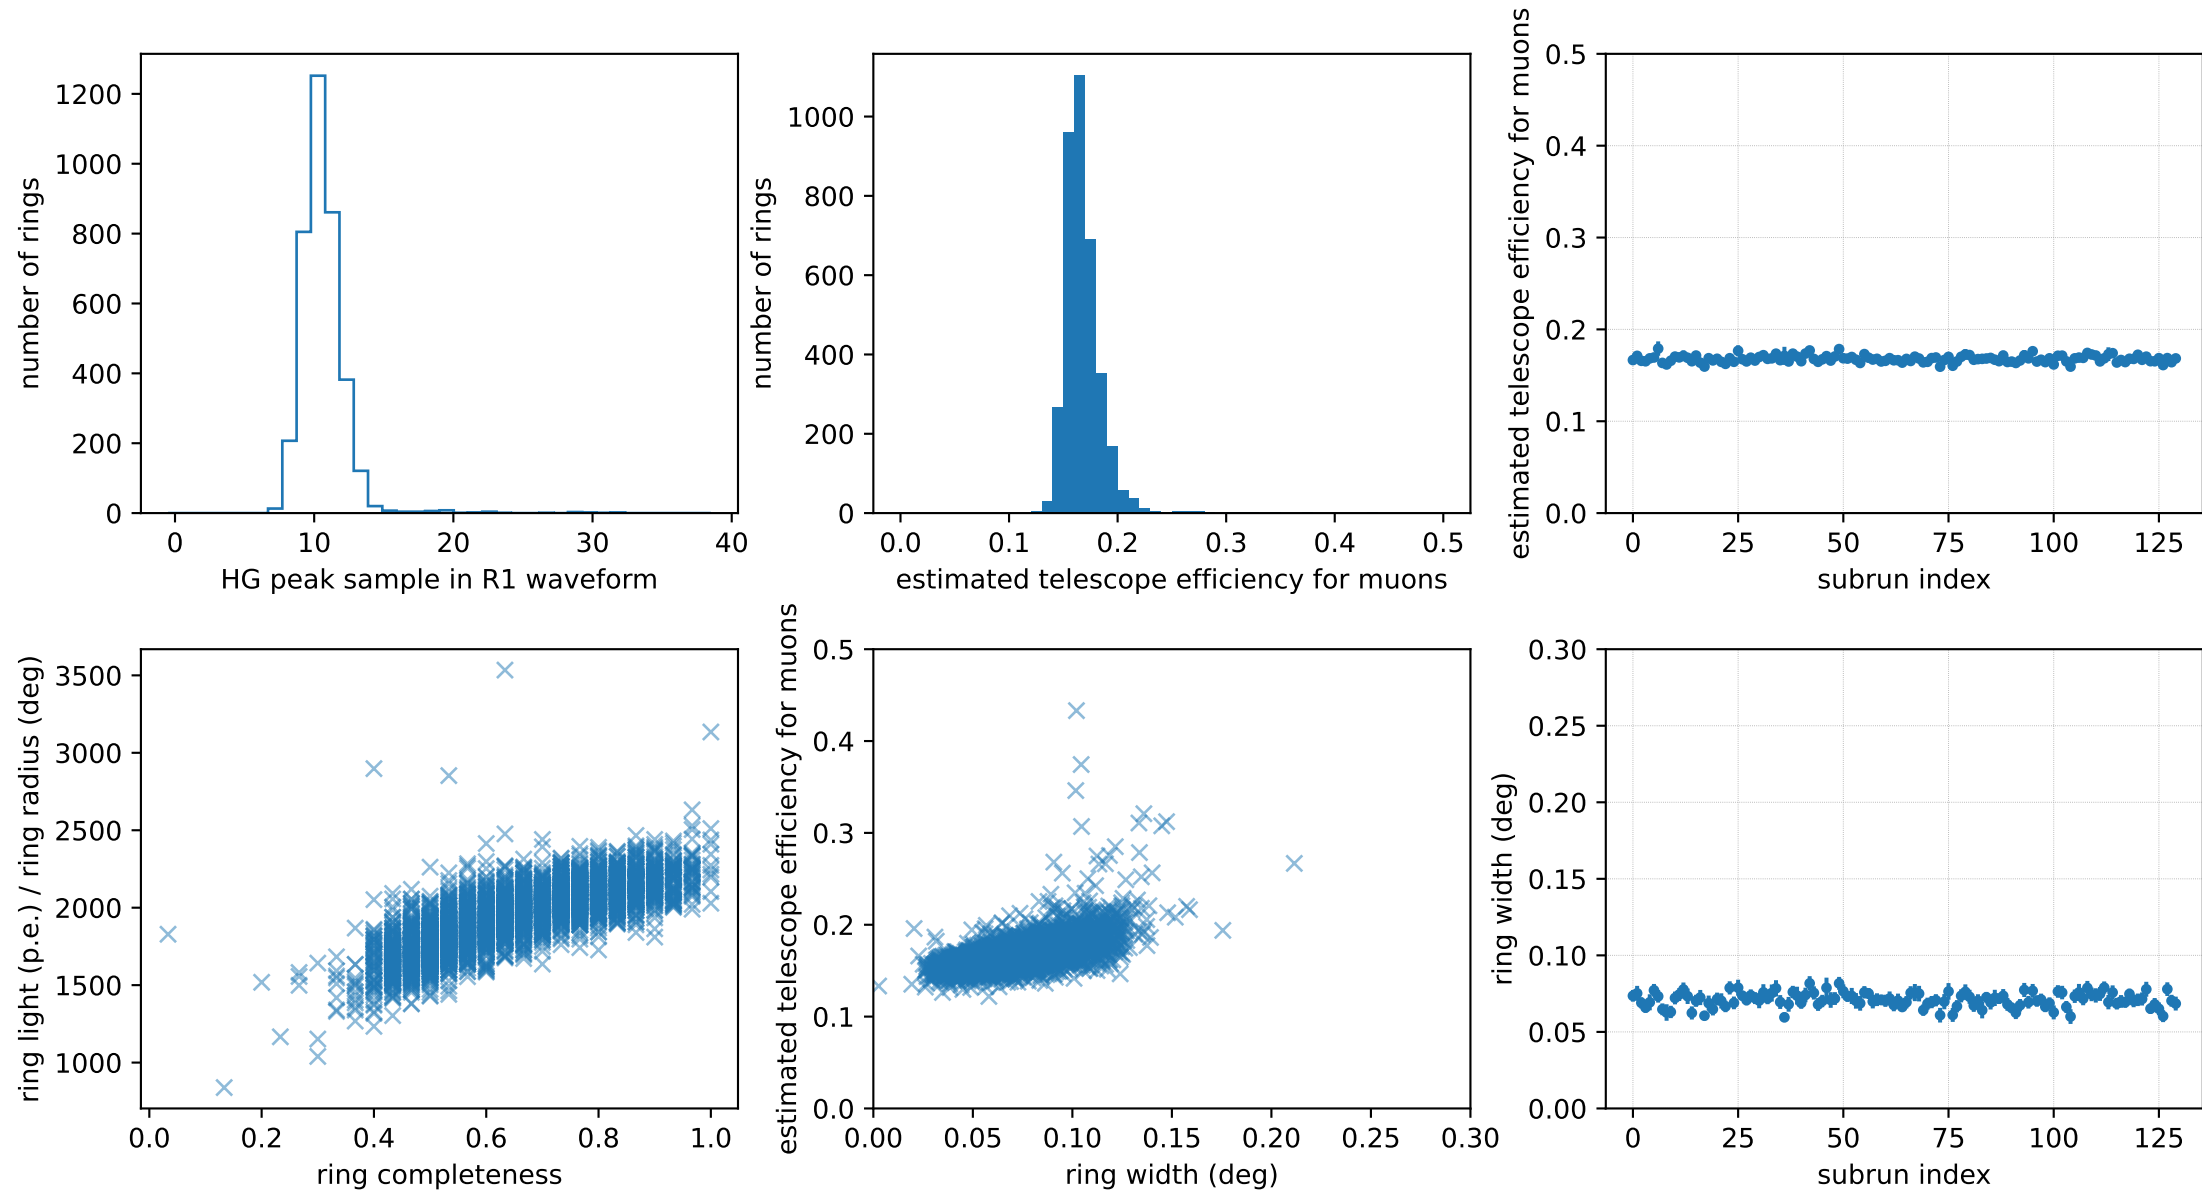 number of rings
1200
1000
800
600
400
200
0
0 10 20 30 40
HG peak sample in R1 waveform
number of rings
1000
800
600
400
200
0
0.0 0.1 0.2 0.3 0.4 0.5
estimated telescope efficiency for muons
estimated telescope efficiency for muons
0.5
0.4
0.3
0.2
0.1
0.0
0 25 50 75 100 125
subrun index
ring light (p.e.) / ring radius (deg)
3500
3000
2500
2000
1500
1000
0.0 0.2 0.4 0.6 0.8 1.0
ring completeness
estimated telescope efficiency for muons
0.5
0.4
0.3
0.2
0.1
0.0
0.00 0.05 0.10 0.15 0.20 0.25 0.30
ring width (deg)
ring width (deg)
0.30
0.25
0.20
0.15
0.10
0.05
0.00
0 25 50 75 100 125
subrun index